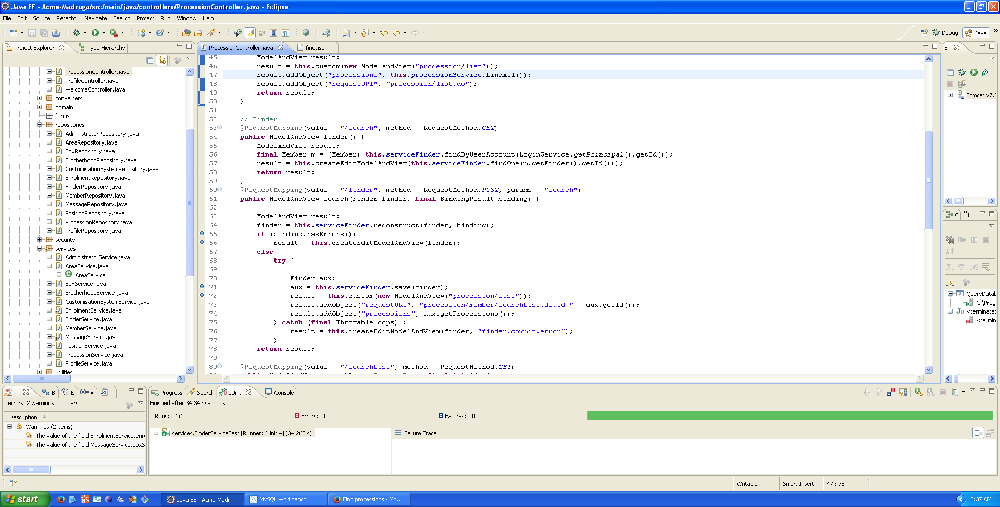 Java EE - Acme-Madruga/src/main/java/controllers/ProcessionController.java - Eclipse
File Edit Source Refactor Navigate Search Project Run Window Help
Debug
Java
Project Explorer
Type Hierarchy
ProcessionController.java
ProfileController.java
WelcomeController.java
converters
domain
forms
repositories
AdministratorRepository.java
AreaRepository.java
BoxRepository.java
BrotherhoodRepository.java
CustomisationSystemRepository.java
EnrolmentRepository.java
FinderRepository.java
MemberRepository.java
MessageRepository.java
PositionRepository.java
ProcessionRepository.java
ProfileRepository.java
security
services
AdministratorService.java
AreaService.java
AreaService
BoxService.java
BrotherhoodService.java
CustomisationSystemService.java
EnrolmentService.java
FinderService.java
MemberService.java
MessageService.java
PositionService.java
ProcessionService.java
ProfileService.java
utilities
ProcessionController.java
find.jsp
45 ModelAndView result;
46 result = this.custom(new ModelAndView("procession/list"));
47 result.addObject("processions", this.processionService.findAll());
48 result.addObject("requestURI", "procession/list.do");
49 return result;
50 }
51
52 // Finder
53 @RequestMapping(value = "/search", method = RequestMethod.GET)
54 public ModelAndView finder() {
55 ModelAndView result;
56 final Member m = (Member) this.serviceFinder.findByUserAccount(LoginService.getPrincipal().getId());
57 result = this.createEditModelAndView(this.serviceFinder.findOne(m.getFinder().getId()));
58 return result;
59 }
60 @RequestMapping(value = "/finder", method = RequestMethod.POST, params = "search")
61 public ModelAndView search(Finder finder, final BindingResult binding) {
62
63 ModelAndView result;
64 finder = this.serviceFinder.reconstruct(finder, binding);
65 if (binding.hasErrors())
66 result = this.createEditModelAndView(finder);
67 else
68 try {
69
70 Finder aux;
71 aux = this.serviceFinder.save(finder);
72 result = this.custom(new ModelAndView("procession/list"));
73 result.addObject("requestURI", "procession/member/searchList.do?id=" + aux.getId());
74 result.addObject("processions", aux.getProcessions());
75 } catch (final Throwable oops) {
76 result = this.createEditModelAndView(finder, "finder.commit.error");
77 }
78 return result;
79 }
80 @RequestMapping(value = "/searchList", method = RequestMethod.GET)
S
Tomcat v7.0
C
»1
QueryDatab
C:\Progr
<terminated
<termin
P B E (x)= V T
0 errors, 2 warnings, 0 others
Description
Warnings (2 items)
The value of the field EnrolmentService.enro
The value of the field MessageService.boxS
Progress Search JUnit Console
Finished after 34.343 seconds
Runs: 1/1 Errors: 0 Failures: 0
services.FinderServiceTest [Runner: JUnit 4] (34.265 s)
Failure Trace
Writable Smart Insert 47 : 75
start
Java EE - Acme-Madr...
MySQL Workbench
Find processions - Mo...
2:37 AM